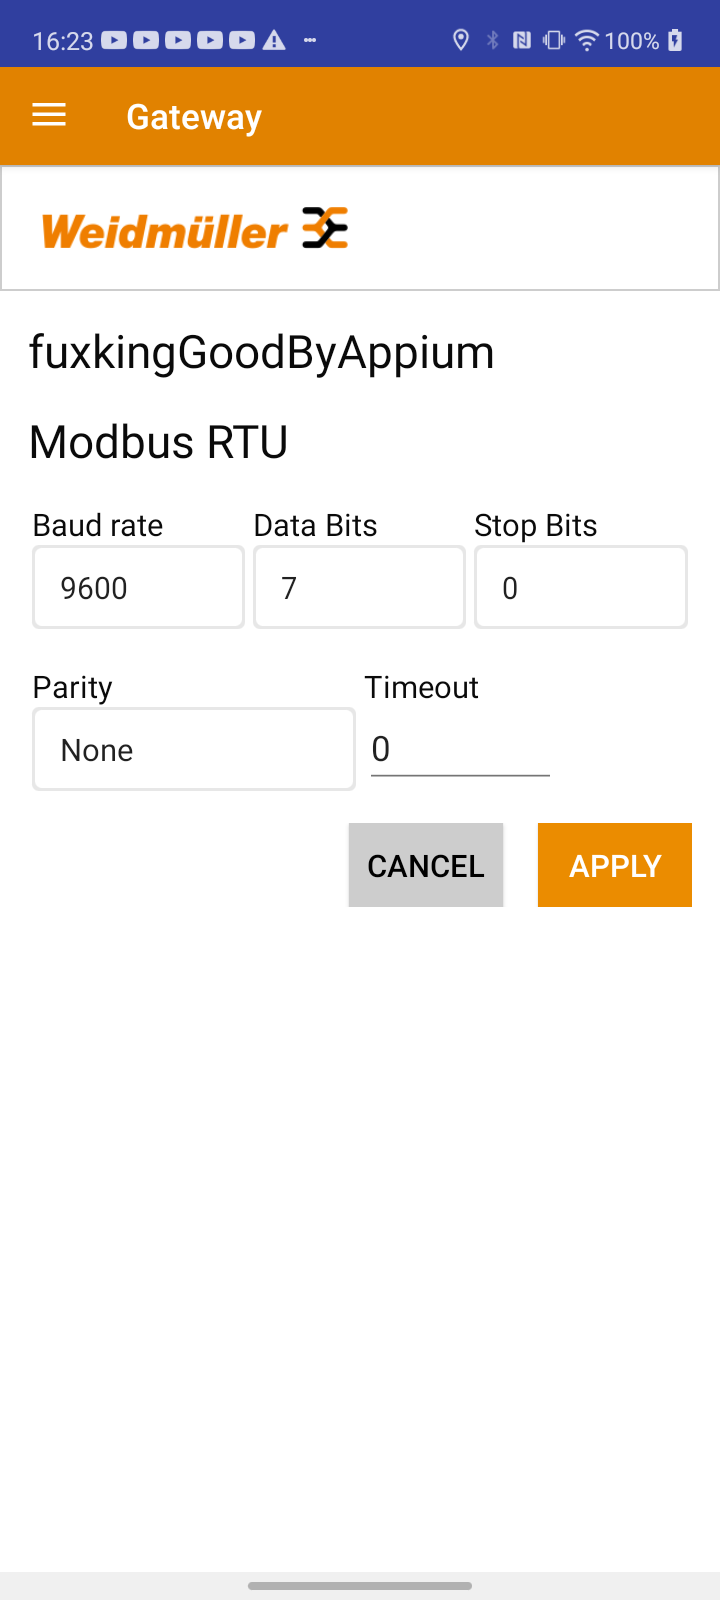 16:23 100%
Gateway
Weidmüller
fuxkingGoodByAppium
Modbus RTU
Baud rate Data Bits Stop Bits
9600 7 0
Parity Timeout
None 0
CANCEL APPLY